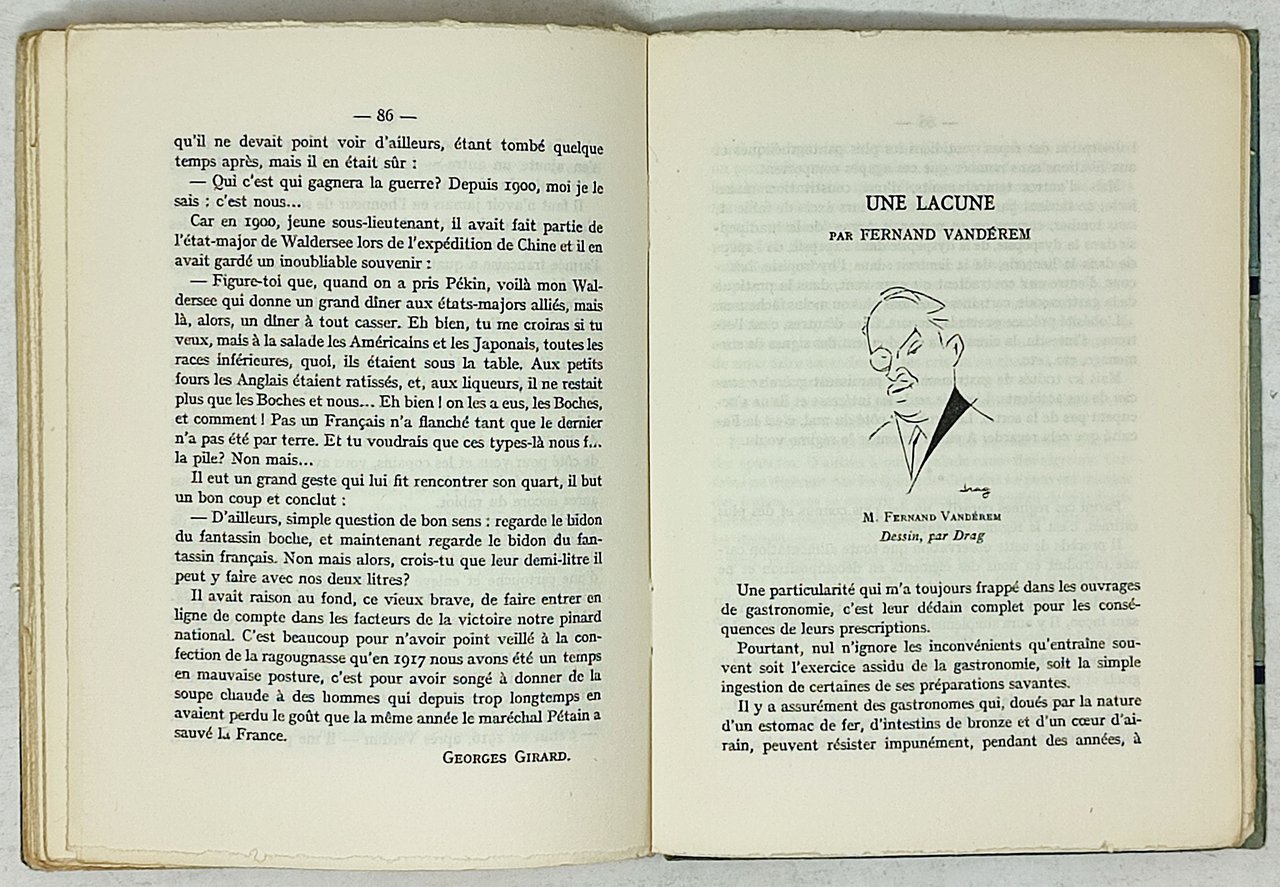 — 86 —
qu'il ne devait point voir d'ailleurs, étant tombé quelque
temps après, mais il en était sûr :
— Qui c'est qui gagnera la guerre? Depuis 1900, moi je le
sais : c'est nous...
Car en 1900, jeune sous-lieutenant, il avait fait partie de
l'état-major de Waldersee lors de l'expédition de Chine et il en
avait gardé un inoubliable souvenir :
— Figure-toi que, quand on a pris Pékin, voilà mon Wal-
dersee qui donne un grand dîner aux états-majors alliés, mais
là, alors, un dîner à tout casser. Eh bien, tu me croiras si tu
veux, mais à la salade les Américains et les Japonais, toutes les
races inférieures, quoi, ils étaient sous la table. Aux petits
fours les Anglais étaient ratissés, et, aux liqueurs, il ne restait
plus que les Boches et nous... Eh bien ! on les a eus, les Boches,
et comment ! Pas un Français n'a flanché tant que le dernier
n'a pas été par terre. Et tu voudrais que ces types-là nous f...
la pile? Non mais...
Il eut un grand geste qui lui fit rencontrer son quart, il but
un bon coup et conclut :
— D'ailleurs, simple question de bon sens : regarde le bidon
du fantassin boche, et maintenant regarde le bidon du fan-
tassin français. Non mais alors, crois-tu que leur demi-litre il
peut y faire avec nos deux litres?
Il avait raison au fond, ce vieux brave, de faire entrer en
ligne de compte dans les facteurs de la victoire notre pinard
national. C'est beaucoup pour n'avoir point veillé à la con-
fection de la ragougnasse qu'en 1917 nous avons été un temps
en mauvaise posture, c'est pour avoir songé à donner de la
soupe chaude à des hommes qui depuis trop longtemps en
avaient perdu le goût que la même année le maréchal Pétain a
sauvé la France.
GEORGES GIRARD.
UNE LACUNE
PAR FERNAND VANDÉREM
Drag
M. FERNAND VANDÉREM
Dessin, par Drag
Une particularité qui m'a toujours frappé dans les ouvrages
de gastronomie, c'est leur dédain complet pour les consé-
quences de leurs prescriptions.
Pourtant, nul n'ignore les inconvénients qu'entraîne sou-
vent soit l'exercice assidu de la gastronomie, soit la simple
ingestion de certaines de ses préparations savantes.
Il y a assurément des gastronomes qui, doués par la nature
d'un estomac de fer, d'intestins de bronze et d'un cœur d'ai-
rain, peuvent résister impunément, pendant des années, à